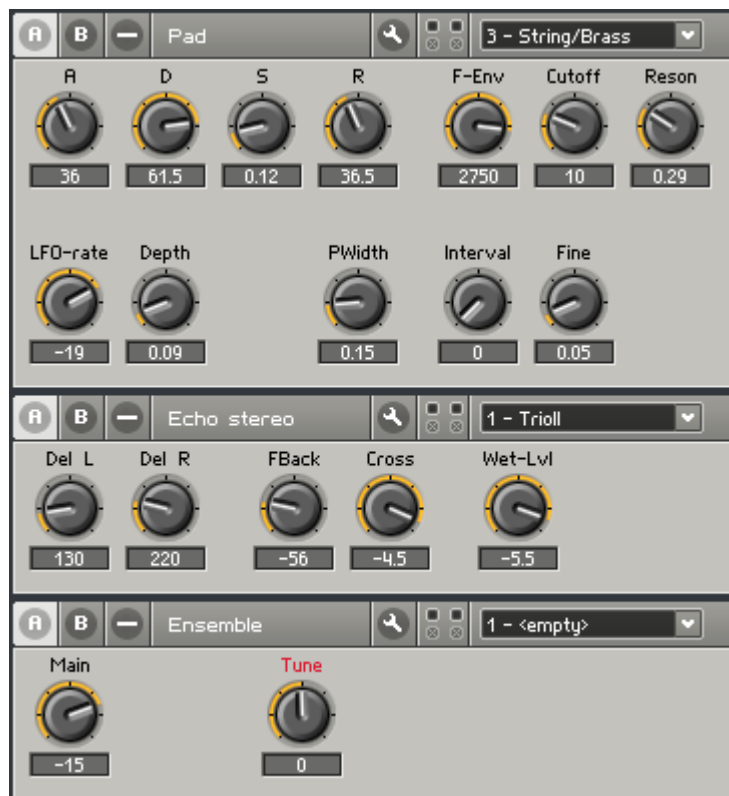 A B Pad 3 - String/Brass
A D S R F-Env Cutoff Reson
36 61.5 0.12 36.5 2750 10 0.29
LFO-rate Depth PWidth Interval Fine
-19 0.09 0.15 0 0.05
A B Echo stereo 1 - Trioll
Del L Del R FBack Cross Wet-Lvl
130 220 -56 -4.5 -5.5
A B Ensemble 1 - <empty>
Main Tune
-15 0